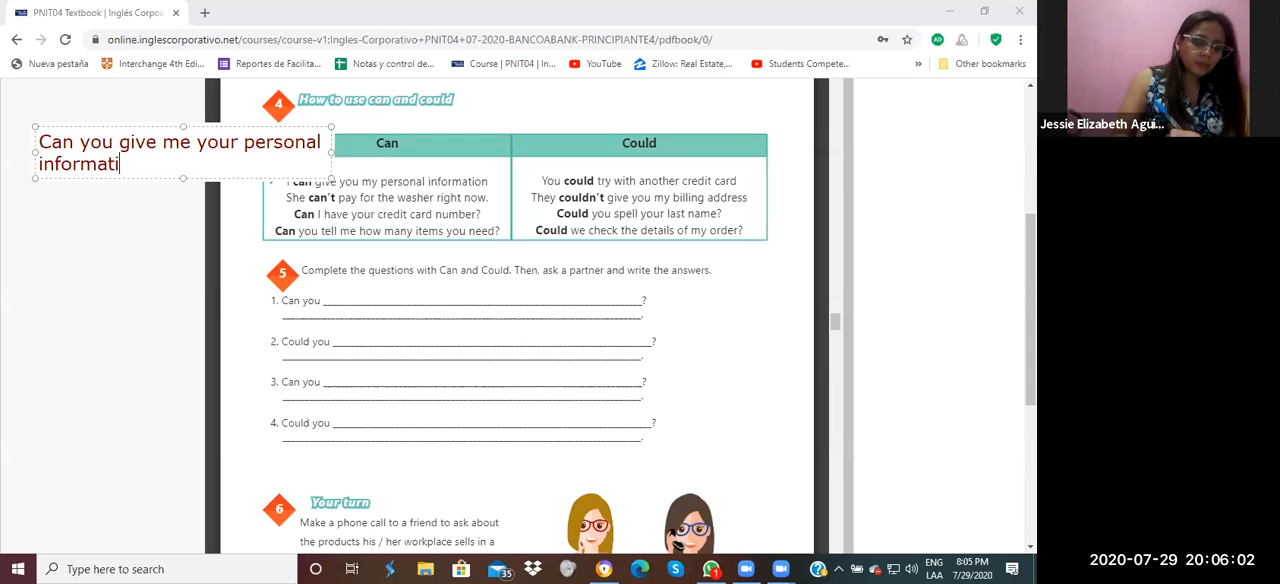 PNIT04 Textbook | Inglés Corpor
online.inglescorporativo.net/courses/course-v1:Ingles-Corporativo+PNIT04+07-2020-BANCOABANK-PRINCIPIANTE4/pdfbook/0/
Nueva pestaña
Interchange 4th Edi...
Reportes de Facilita...
Notas y control de...
Course | PNIT04 | In...
YouTube
Zillow: Real Estate,...
Students Compete...
»
Other bookmarks
Jessie Elizabeth Agui...
4 How to use can and could
Can you give me your personal
informati
Can
Could
I can give you my personal information
She can't pay for the washer right now.
Can I have your credit card number?
Can you tell me how many items you need?
You could try with another credit card
They couldn't give you my billing address
Could you spell your last name?
Could we check the details of my order?
5 Complete the questions with Can and Could. Then, ask a partner and write the answers.
1. Can you ?
.
2. Could you ?
.
3. Can you ?
.
4. Could you ?
.
6 Your turn
Make a phone call to a friend to ask about
the products his / her workplace sells in a
Type here to search
35
1
ENG
LAA
8:05 PM
7/29/2020
2020-07-29 20:06:02